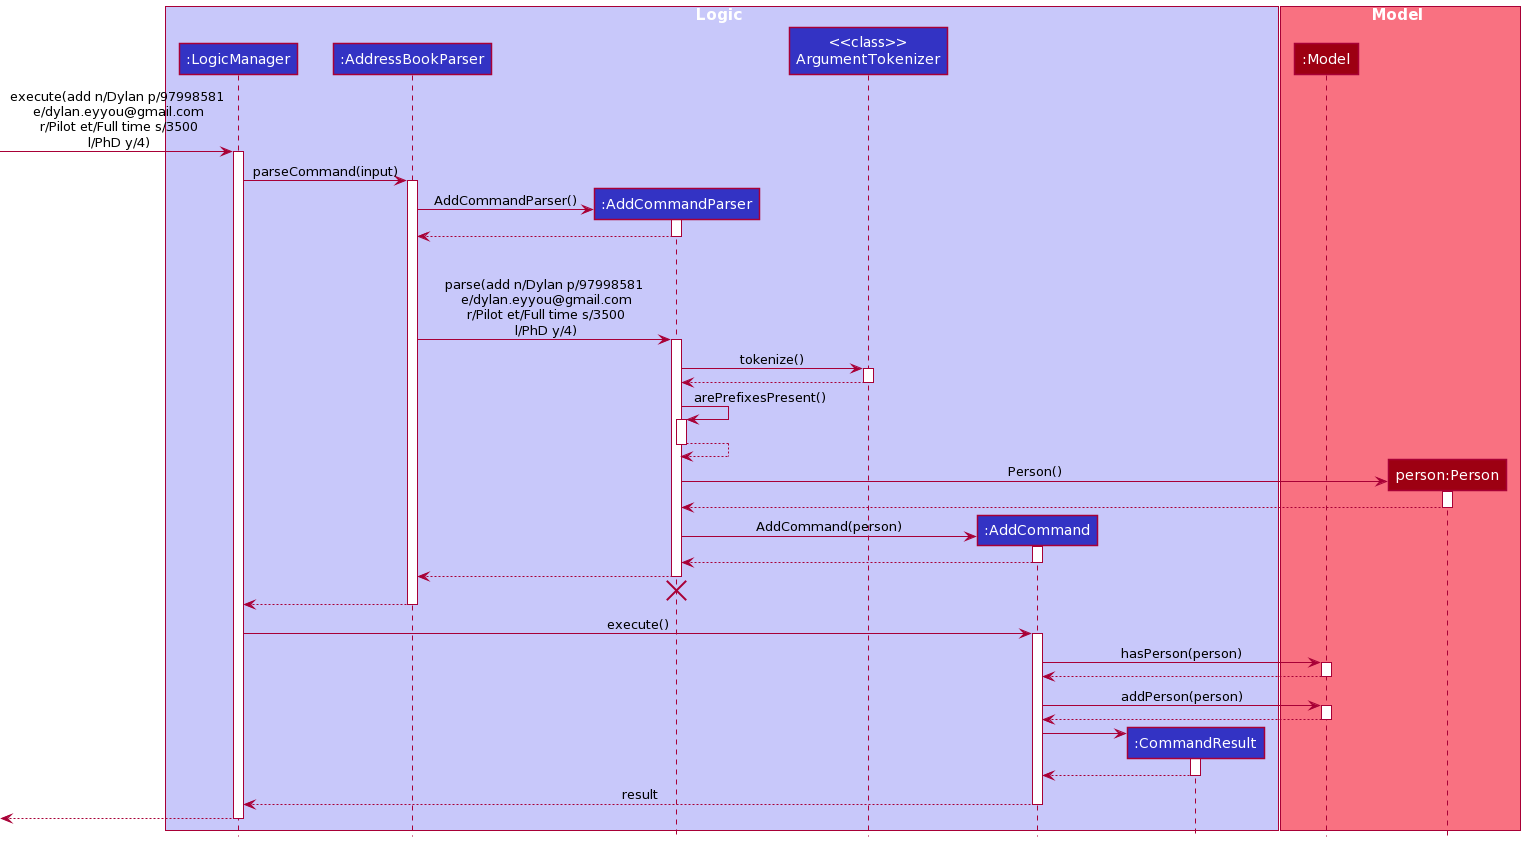 Logic
Model
<<class>>
ArgumentTokenizer
:LogicManager
:AddressBookParser
:Model
execute(add n/Dylan p/97998581
e/dylan.eyyou@gmail.com
r/Pilot et/Full time s/3500
l/PhD y/4)
parseCommand(input)
AddCommandParser()
:AddCommandParser
parse(add n/Dylan p/97998581
e/dylan.eyyou@gmail.com
r/Pilot et/Full time s/3500
l/PhD y/4)
tokenize()
arePrefixesPresent()
Person()
person:Person
AddCommand(person)
:AddCommand
execute()
hasPerson(person)
addPerson(person)
:CommandResult
result